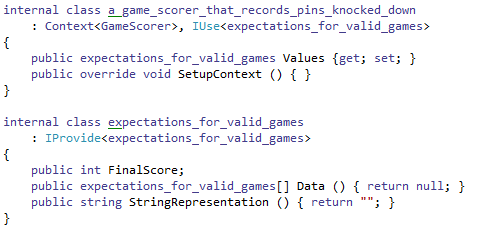 internal class a_game_scorer_that_records_pins_knocked_down
: Context<GameScorer>, IUse<expectations_for_valid_games>
{
public expectations_for_valid_games Values {get; set; }
public override void SetupContext () { }
}
internal class expectations_for_valid_games
: IProvide<expectations_for_valid_games>
{
public int FinalScore;
public expectations_for_valid_games[] Data () { return null; }
public string StringRepresentation () { return ""; }
}